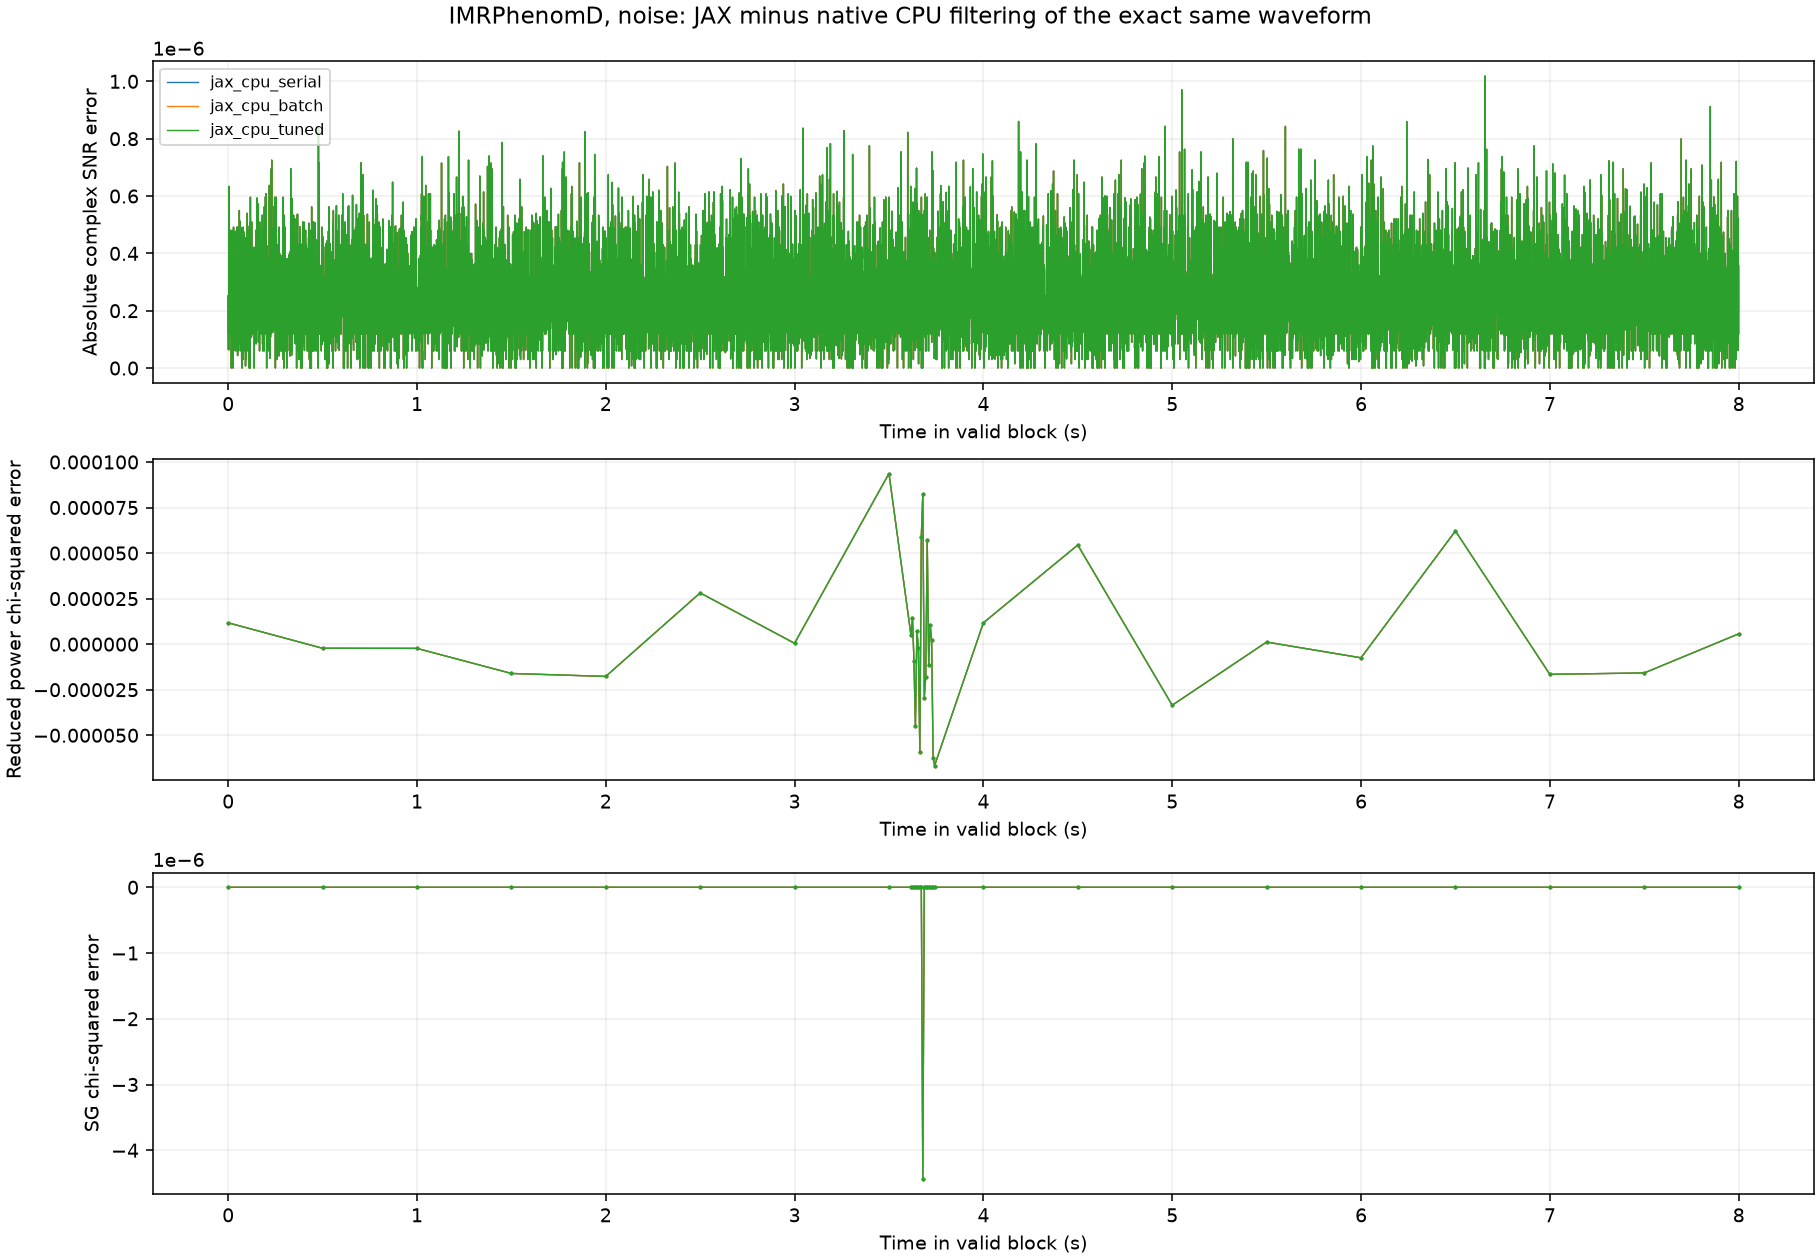 IMRPhenomD, noise: JAX minus native CPU filtering of the exact same waveform
1e−6
jax_cpu_serial
jax_cpu_batch
jax_cpu_tuned
Absolute complex SNR error
1.0
0.8
0.6
0.4
0.2
0.0
0 1 2 3 4 5 6 7 8
Time in valid block (s)
Reduced power chi-squared error
0.000100
0.000075
0.000050
0.000025
0.000000
−0.000025
−0.000050
0 1 2 3 4 5 6 7 8
Time in valid block (s)
1e−6
SG chi-squared error
0
−1
−2
−3
−4
0 1 2 3 4 5 6 7 8
Time in valid block (s)